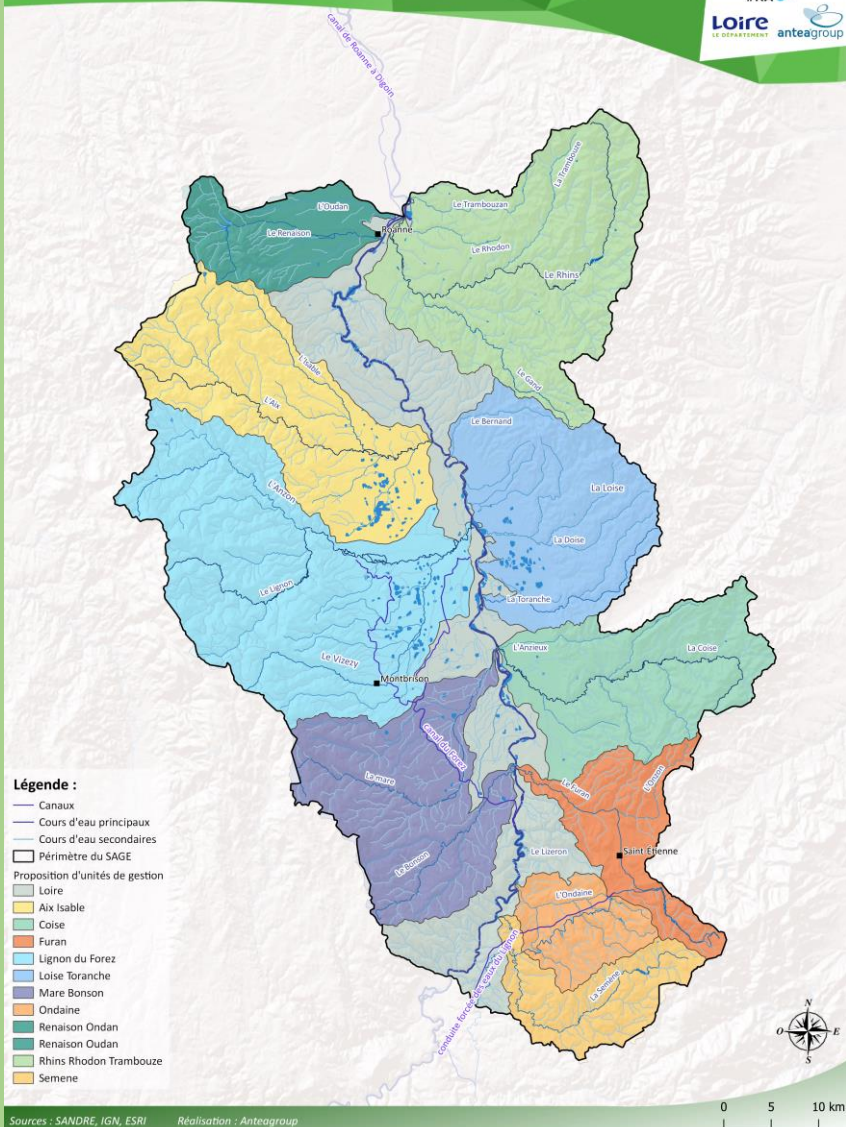 Loire
LE DÉPARTEMENT
anteagroup
canal de Roanne à Digoin
La Trambouze
L'Oudan
Le Trambouzan
Le Renaison
Roanne
Le Rhodon
Le Rhins
L'Isable
Le Gand
L'Aix
Le Bernand
L'Anzon
La Loise
La Doise
Le Lignon
La Toranche
L'Anzieux
La Coise
Le Vizezy
Montbrison
canal du Forez
La mare
Le Furan
L'Onzon
Le Bonson
Le Lizeron
Saint-Etienne
L'Ondaine
conduite forcée des eaux du Lignon
La Semène
Légende :
Canaux
Cours d'eau principaux
Cours d'eau secondaires
Périmètre du SAGE
Proposition d'unités de gestion
Loire
Aix Isable
Coise
Furan
Lignon du Forez
Loise Toranche
Mare Bonson
Ondaine
Renaison Ondan
Renaison Oudan
Rhins Rhodon Trambouze
Semene
N
O E
S
0 5 10 km
Sources : SANDRE, IGN, ESRI Réalisation : Anteagroup